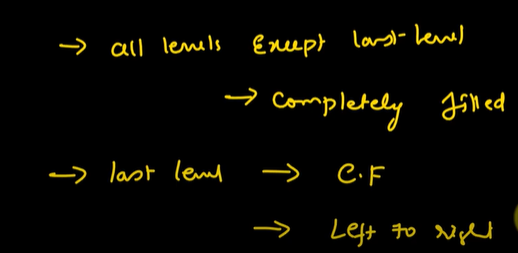 → all levels Except last-level
→ Completely filled
→ last level → C.F
→ Left to right